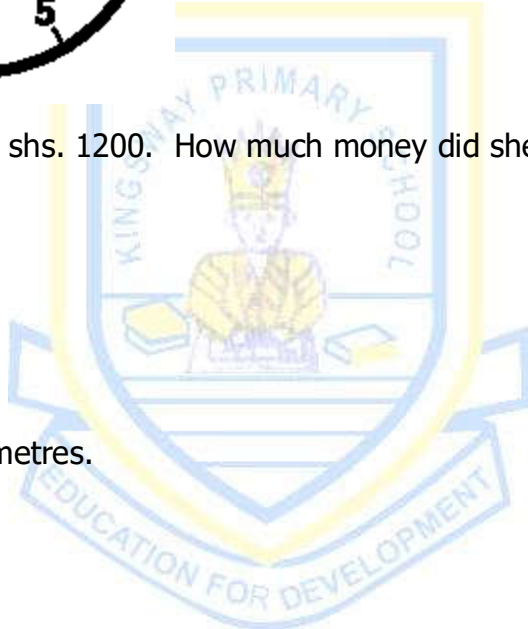 5
KINGSWAY PRIMARY SCHOOL
shs. 1200. How much money did she
metres.
EDUCATION FOR DEVELOPMENT